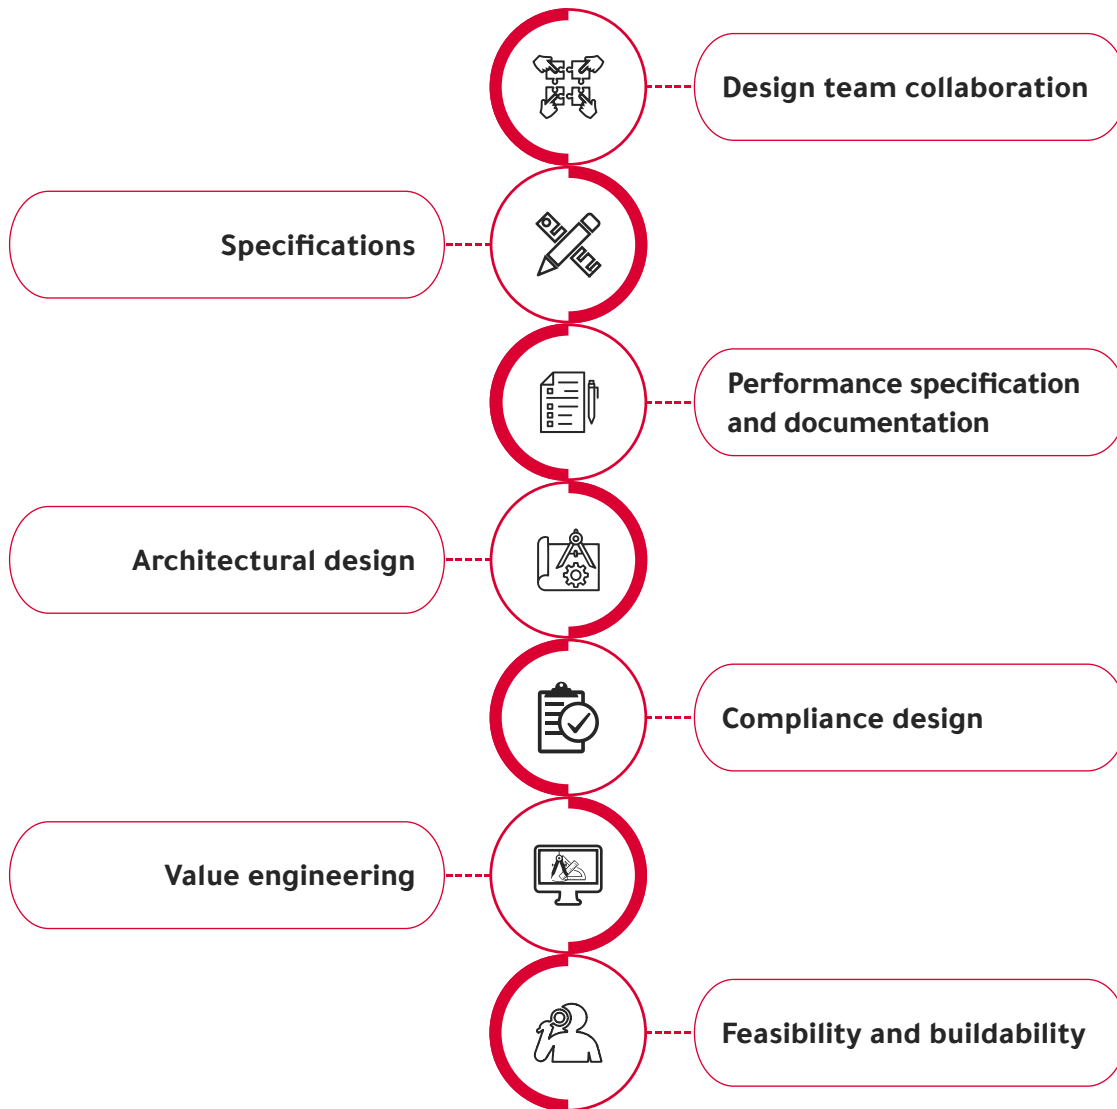 Design team collaboration
Specifications
Performance specification
and documentation
Architectural design
Compliance design
Value engineering
Feasibility and buildability